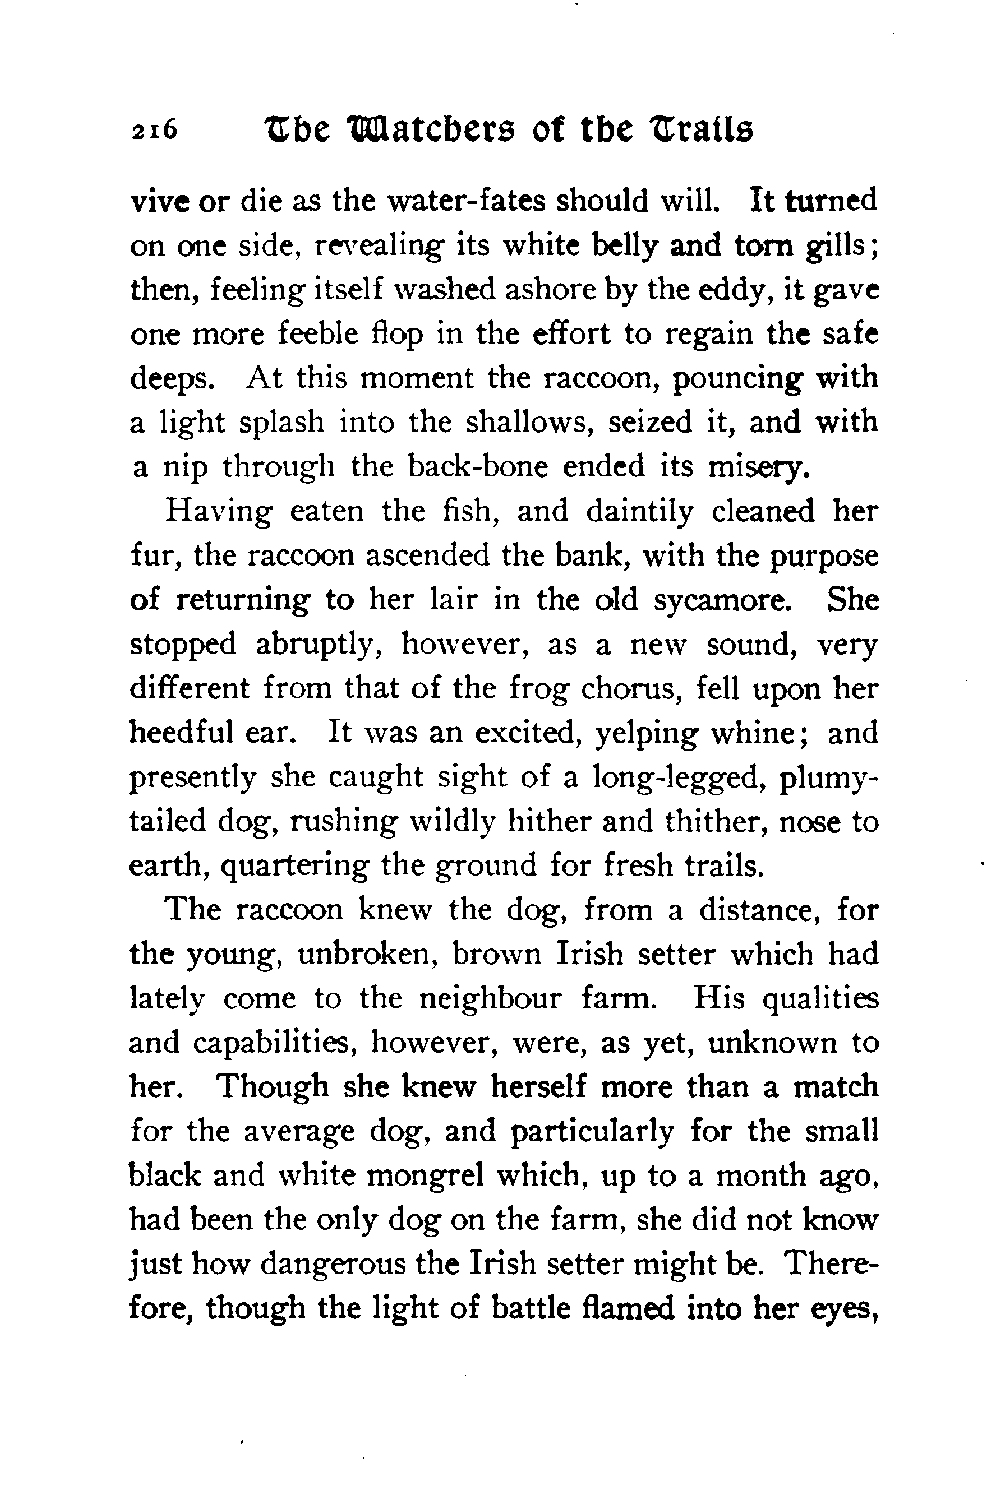 216 The Watchers of the Trails
vive or die as the water-fates should will. It turned
on one side, revealing its white belly and torn gills;
then, feeling itself washed ashore by the eddy, it gave
one more feeble flop in the effort to regain the safe
deeps. At this moment the raccoon, pouncing with
a light splash into the shallows, seized it, and with
a nip through the back-bone ended its misery.
Having eaten the fish, and daintily cleaned her
fur, the raccoon ascended the bank, with the purpose
of returning to her lair in the old sycamore. She
stopped abruptly, however, as a new sound, very
different from that of the frog chorus, fell upon her
heedful ear. It was an excited, yelping whine; and
presently she caught sight of a long-legged, plumy-
tailed dog, rushing wildly hither and thither, nose to
earth, quartering the ground for fresh trails.
The raccoon knew the dog, from a distance, for
the young, unbroken, brown Irish setter which had
lately come to the neighbour farm. His qualities
and capabilities, however, were, as yet, unknown to
her. Though she knew herself more than a match
for the average dog, and particularly for the small
black and white mongrel which, up to a month ago,
had been the only dog on the farm, she did not know
just how dangerous the Irish setter might be. There-
fore, though the light of battle flamed into her eyes,